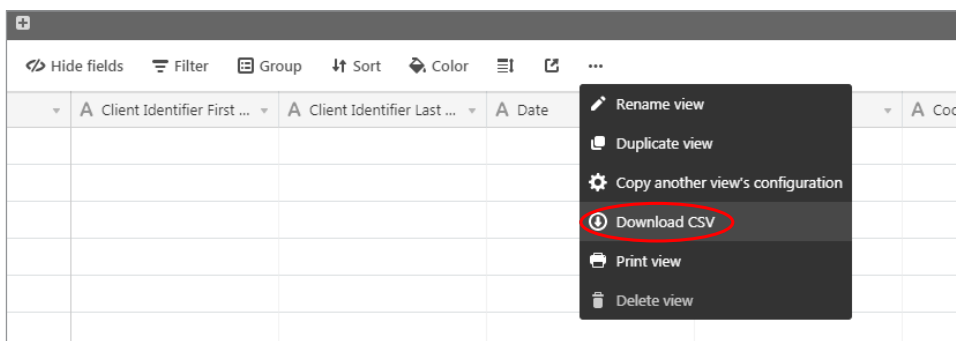 Hide fields Filter Group Sort Color ...
A Client Identifier First ... A Client Identifier Last ... A Date A Coc
Rename view
Duplicate view
Copy another view's configuration
Download CSV
Print view
Delete view